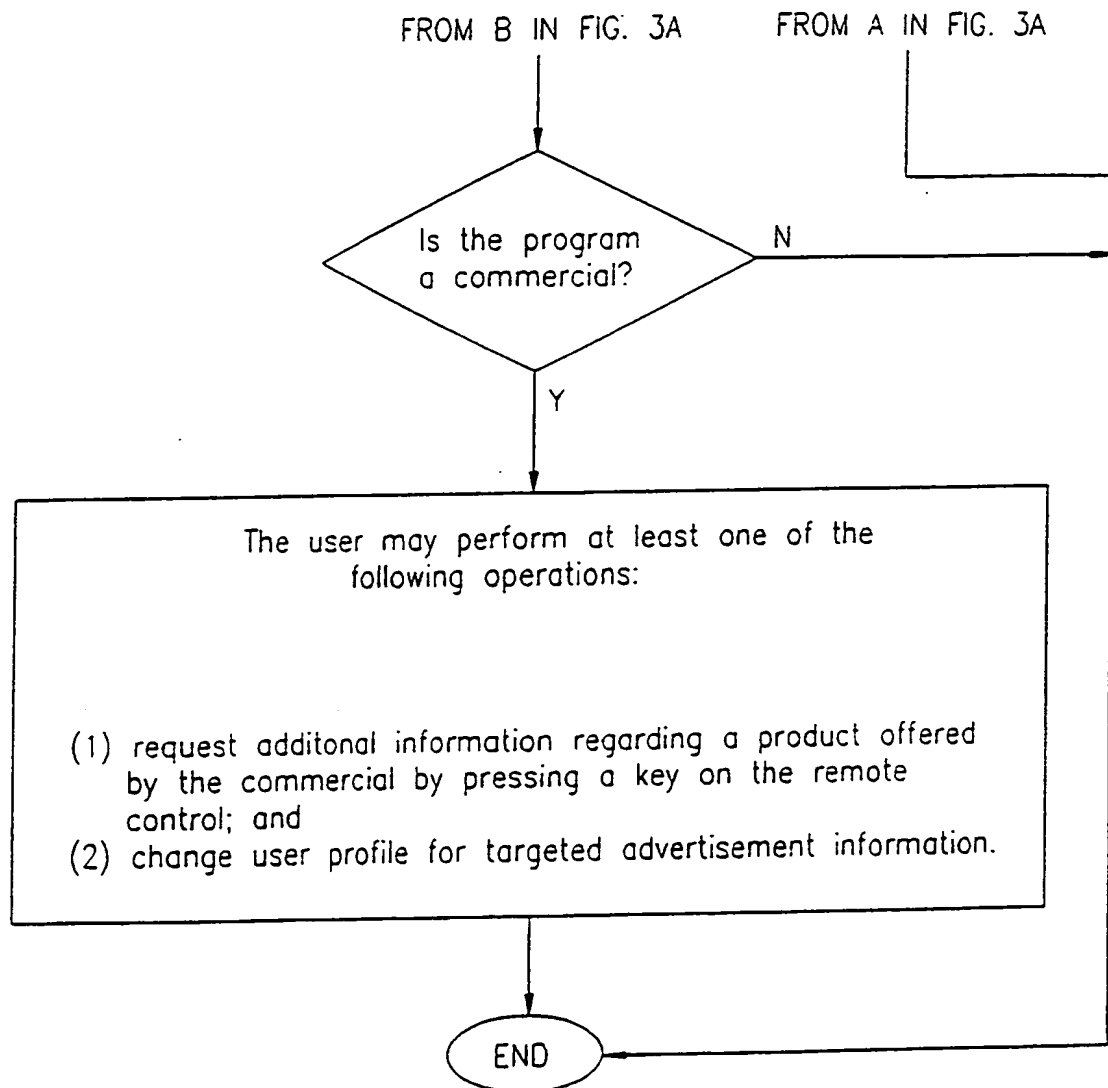 FROM B IN FIG. 3A
FROM A IN FIG. 3A
Is the program
a commercial?
N
Y
The user may perform at least one of the
following operations:
(1) request additonal information regarding a product offered
by the commercial by pressing a key on the remote
control; and
(2) change user profile for targeted advertisement information.
END